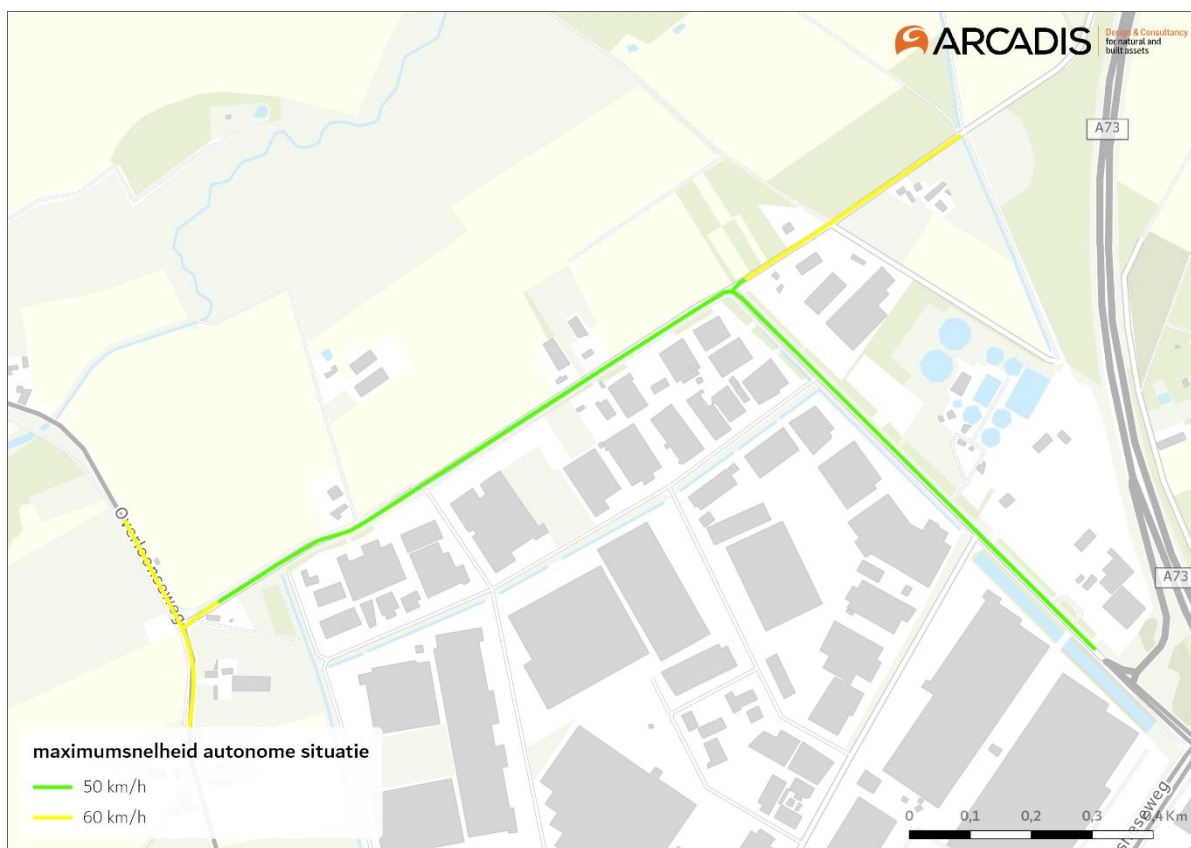 ARCADIS
Design & Consultancy
for natural and
built assets
A73
Overloonseweg
A73
maximumsnelheid autonome situatie
50 km/h
60 km/h
0 0,1 0,2 0,3 0,4 Km